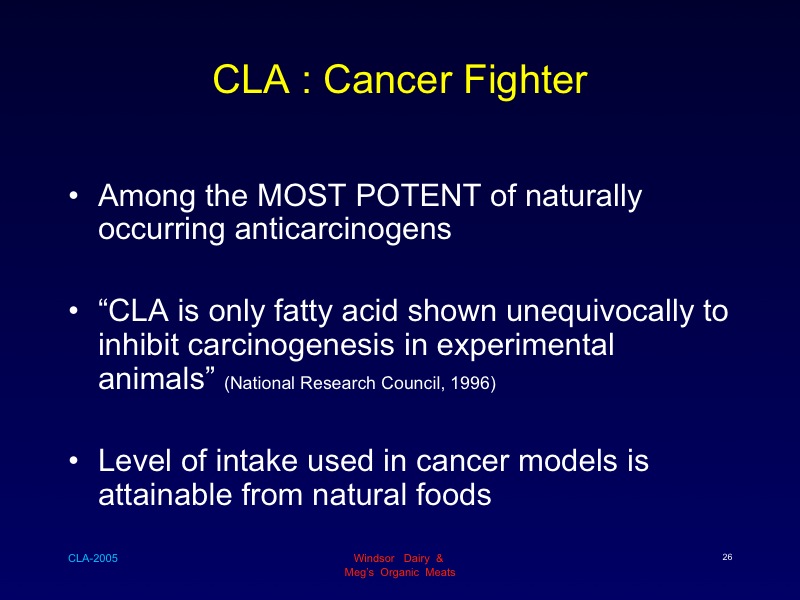 CLA : Cancer Fighter
• Among the MOST POTENT of naturally
occurring anticarcinogens
• “CLA is only fatty acid shown unequivocally to
inhibit carcinogenesis in experimental
animals” (National Research Council, 1996)
• Level of intake used in cancer models is
attainable from natural foods
CLA-2005
Windsor Dairy &
Meg’s Organic Meats
26